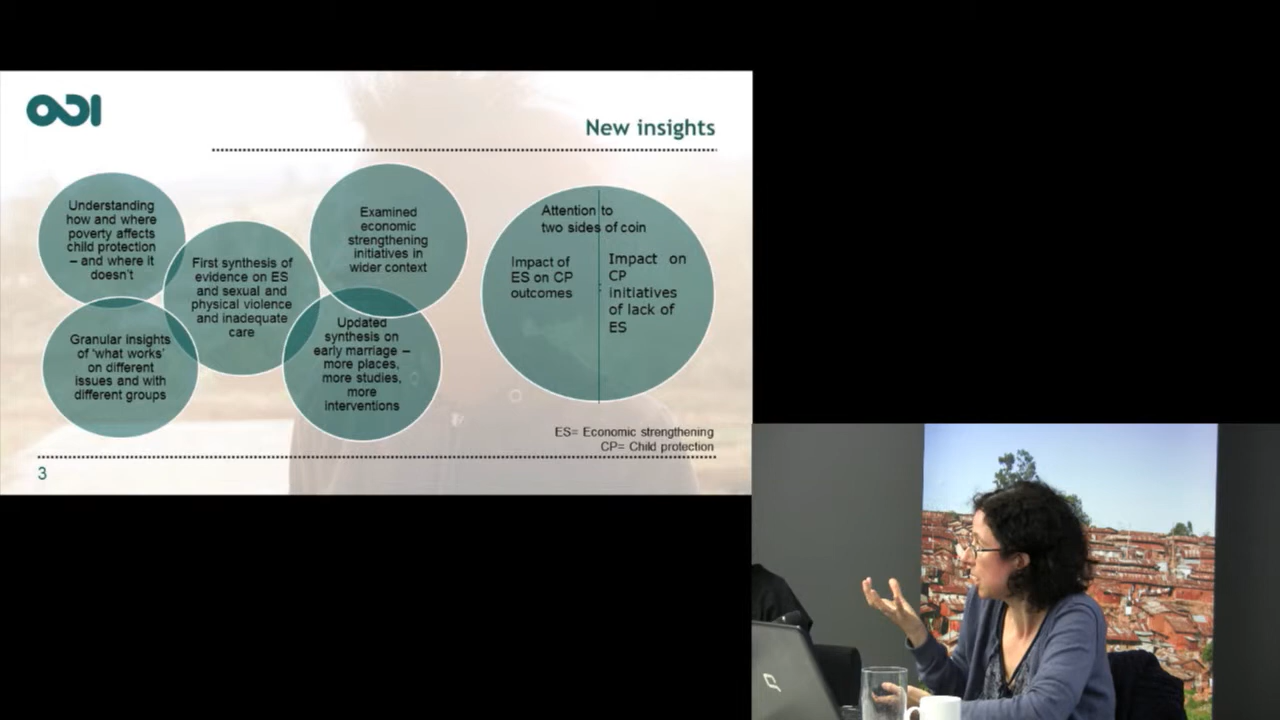 ODI
New insights
Understanding
how and where
poverty affects
child protection
– and where it
doesn't
First synthesis of
evidence on ES
and sexual and
physical violence
and inadequate
care
Examined
economic
strengthening
initiatives in
wider context
Granular insights
of 'what works'
on different
issues and with
different groups
Updated
synthesis on
early marriage –
more places,
more studies,
more
interventions
Attention to
two sides of coin
Impact of
ES on CP
outcomes
Impact on
CP
initiatives
of lack of
ES
ES= Economic strengthening
CP= Child protection
3